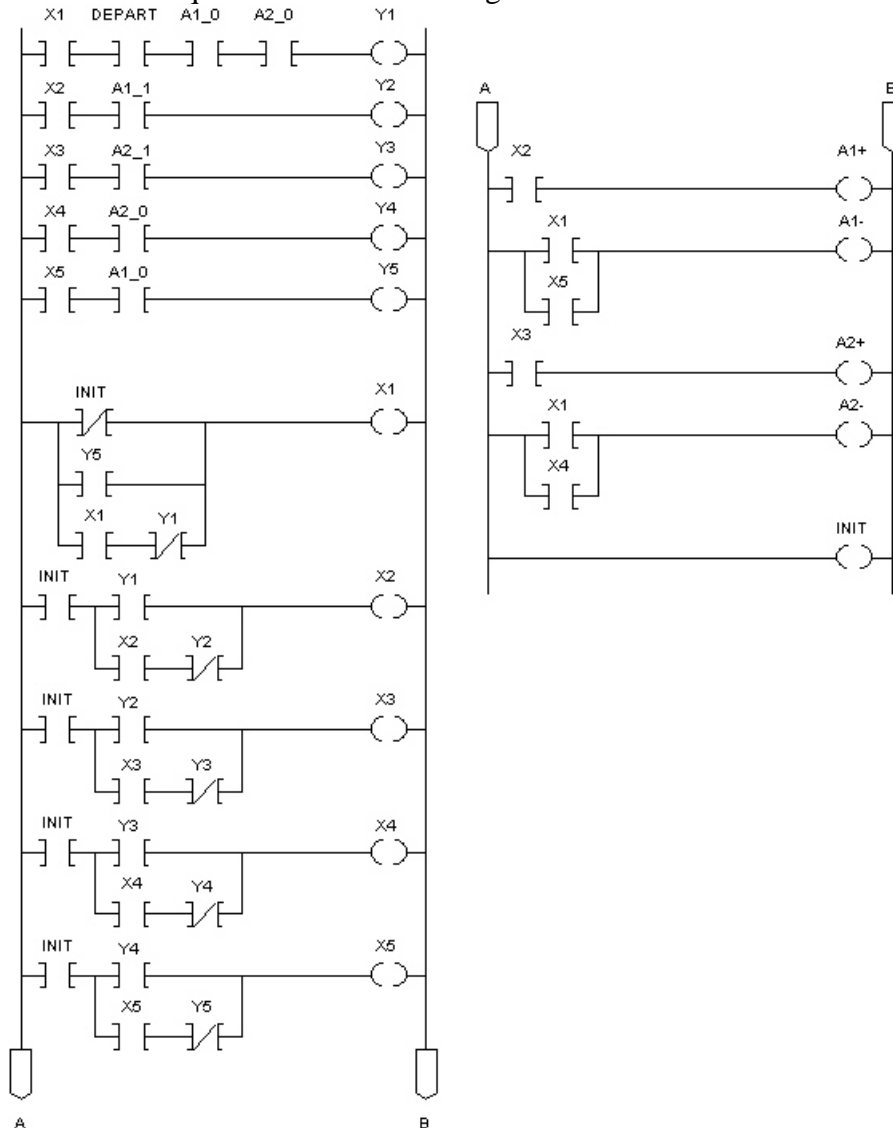 X1 DEPART A1_0 A2_0 Y1
X2 A1_1 Y2
X3 A2_1 Y3
X4 A2_0 Y4
X5 A1_0 Y5
INIT X1
Y5
X1 Y1
INIT Y1 X2
X2 Y2
INIT Y2 X3
X3 Y3
INIT Y3 X4
X4 Y4
INIT Y4 X5
X5 Y5
A B
A
X2 A1+
X1 A1-
X5
X3 A2+
X1 A2-
X4
INIT